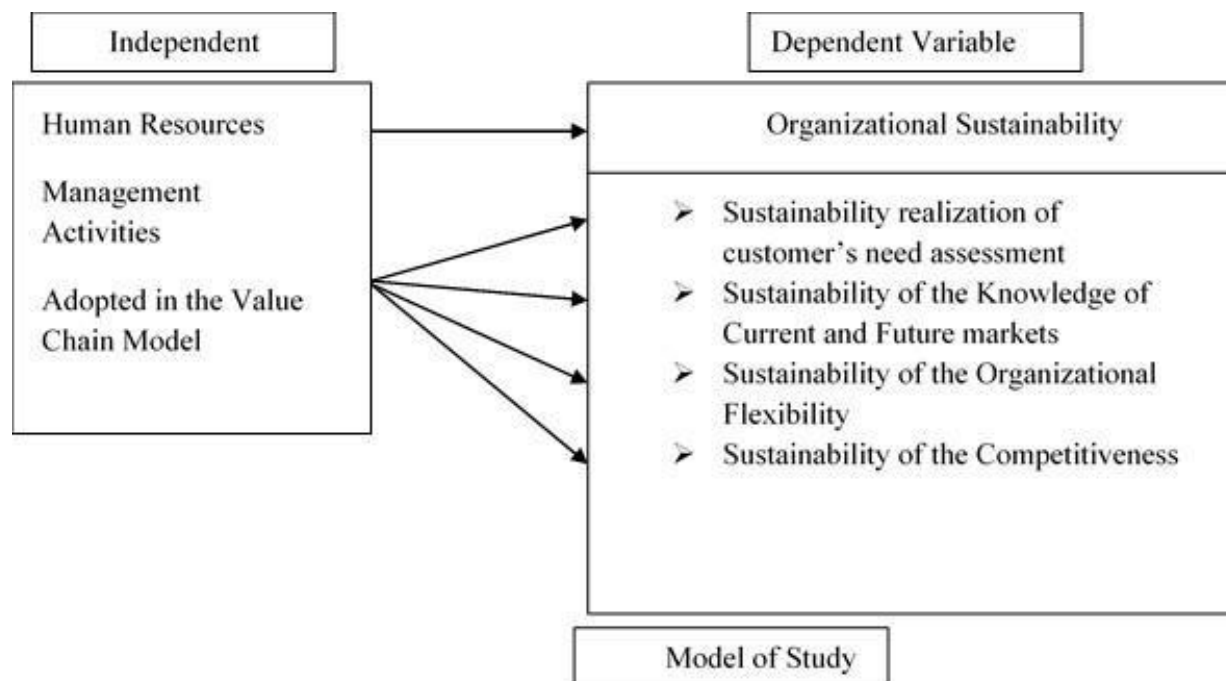 Independent
Dependent Variable
Human Resources
Management
Activities
Adopted in the Value
Chain Model
Organizational Sustainability
➢ Sustainability realization of
customer’s need assessment
➢ Sustainability of the Knowledge of
Current and Future markets
➢ Sustainability of the Organizational
Flexibility
➢ Sustainability of the Competitiveness
Model of Study